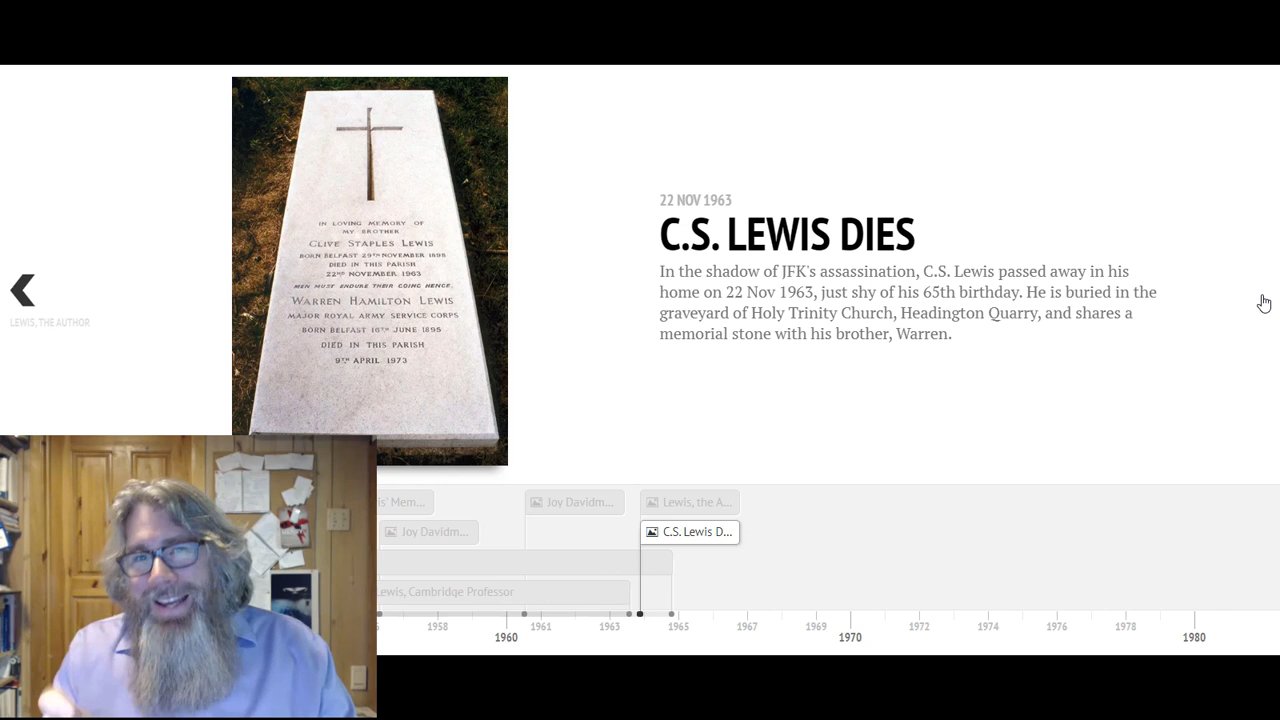 IN LOVING MEMORY OF
MY BROTHER
CLIVE STAPLES LEWIS
BORN BELFAST 29TH NOVEMBER 1898
DIED IN THIS PARISH
22ND NOVEMBER 1963
MEN MUST ENDURE THEIR GOING HENCE.
WARREN HAMILTON LEWIS
MAJOR ROYAL ARMY SERVICE CORPS
BORN BELFAST 16TH JUNE 1895
DIED IN THIS PARISH
9TH APRIL 1973
22 NOV 1963
C.S. LEWIS DIES
In the shadow of JFK's assassination, C.S. Lewis passed away in his
home on 22 Nov 1963, just shy of his 65th birthday. He is buried in the
graveyard of Holy Trinity Church, Headington Quarry, and shares a
memorial stone with his brother, Warren.
LEWIS, THE AUTHOR
is' Mem...
Joy Davidm...
Lewis, the A...
Joy Davidm...
C.S. Lewis D...
Lewis, Cambridge Professor
1958 1960 1961 1963 1965 1967 1969 1970 1972 1974 1976 1978 1980